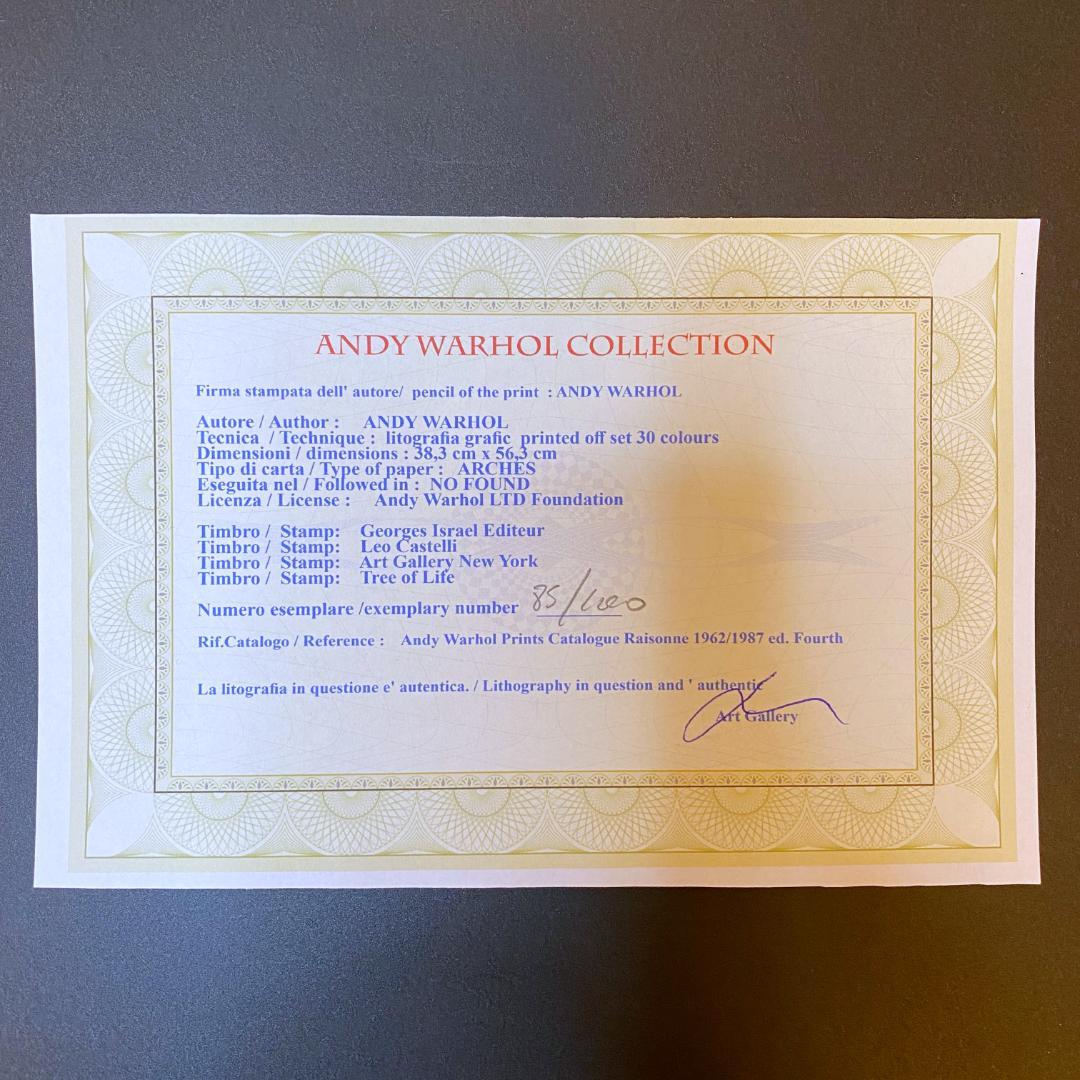 ANDY WARHOL COLLECTION
Firma stampata dell' autore/ pencil of the print : ANDY WARHOL
Autore / Author : ANDY WARHOL
Tecnica / Technique : litografia grafic printed off set 30 colours
Dimensioni / dimensions : 38,3 cm x 56,3 cm
Tipo di carta / Type of paper : ARCHES
Eseguita nel / Followed in : NO FOUND
Licenza / License : Andy Warhol LTD Foundation
Timbro / Stamp: Georges Israel Editeur
Timbro / Stamp: Leo Castelli
Timbro / Stamp: Art Gallery New York
Timbro / Stamp: Tree of Life
Numero esemplare /exemplary number 85/
Rif.Catalogo / Reference : Andy Warhol Prints Catalogue Raisonne 1962/1987 ed. Fourth
La litografia in questione e' autentica. / Lithography in question and ' authentic
Art Gallery